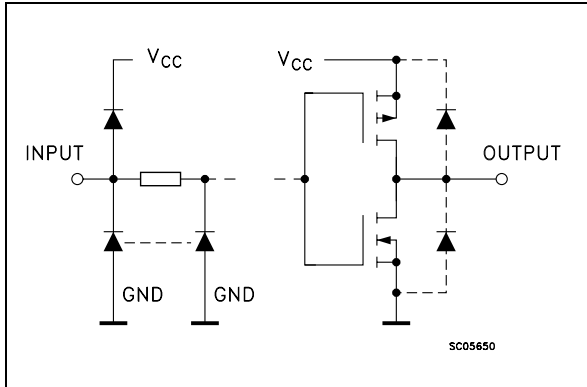 VCC
VCC
INPUT
OUTPUT
GND
GND
SC05650